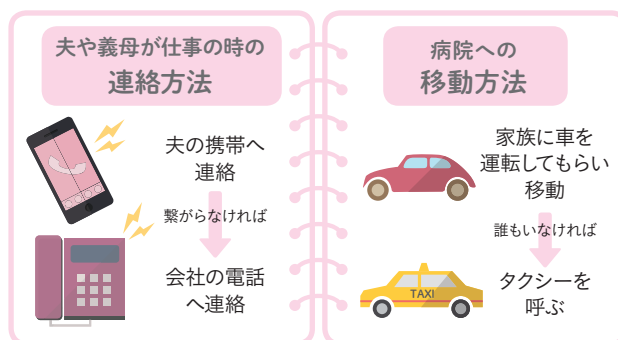 夫や義母が仕事の時の
連絡方法
夫の携帯へ
連絡
繋がらなければ
会社の電話
へ連絡
病院への
移動方法
家族に車を
運転してもらい
移動
誰もいなければ
TAXI
タクシーを
呼ぶ